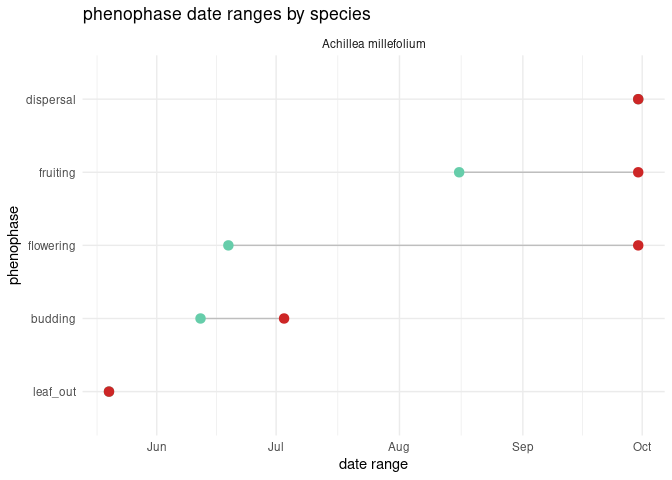 phenophase date ranges by species
Achillea millefolium
dispersal
fruiting
flowering
budding
leaf_out
phenophase
Jun Jul Aug Sep Oct
date range